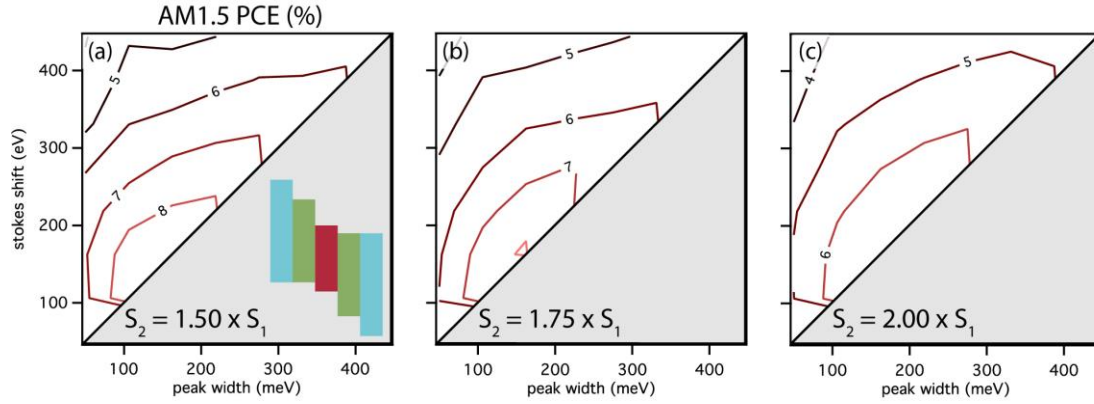 AM1.5 PCE (%)
(a)
(b)
(c)
stokes shift (eV)
400
300
200
100
5
6
7
8
5
6
7
4
5
6
S₂ = 1.50 x S₁
S₂ = 1.75 x S₁
S₂ = 2.00 x S₁
100 200 300 400
100 200 300 400
100 200 300 400
peak width (meV)
peak width (meV)
peak width (meV)